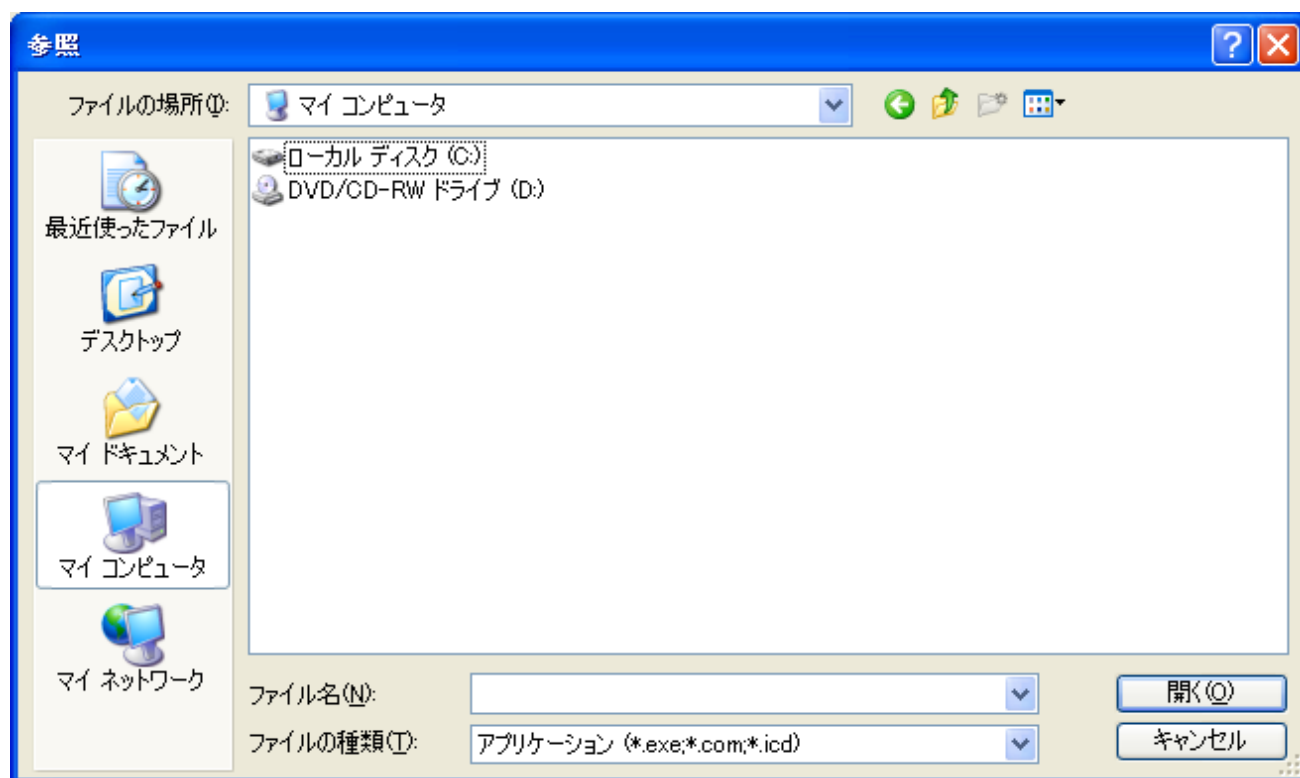 参照
ファイルの場所(I):
マイ コンピュータ
ローカル ディスク (C:)
DVD/CD-RW ドライブ (D:)
最近使ったファイル
デスクトップ
マイ ドキュメント
マイ コンピュータ
マイ ネットワーク
ファイル名(N):
開く(O)
ファイルの種類(T):
アプリケーション (*.exe;*.com;*.icd)
キャンセル